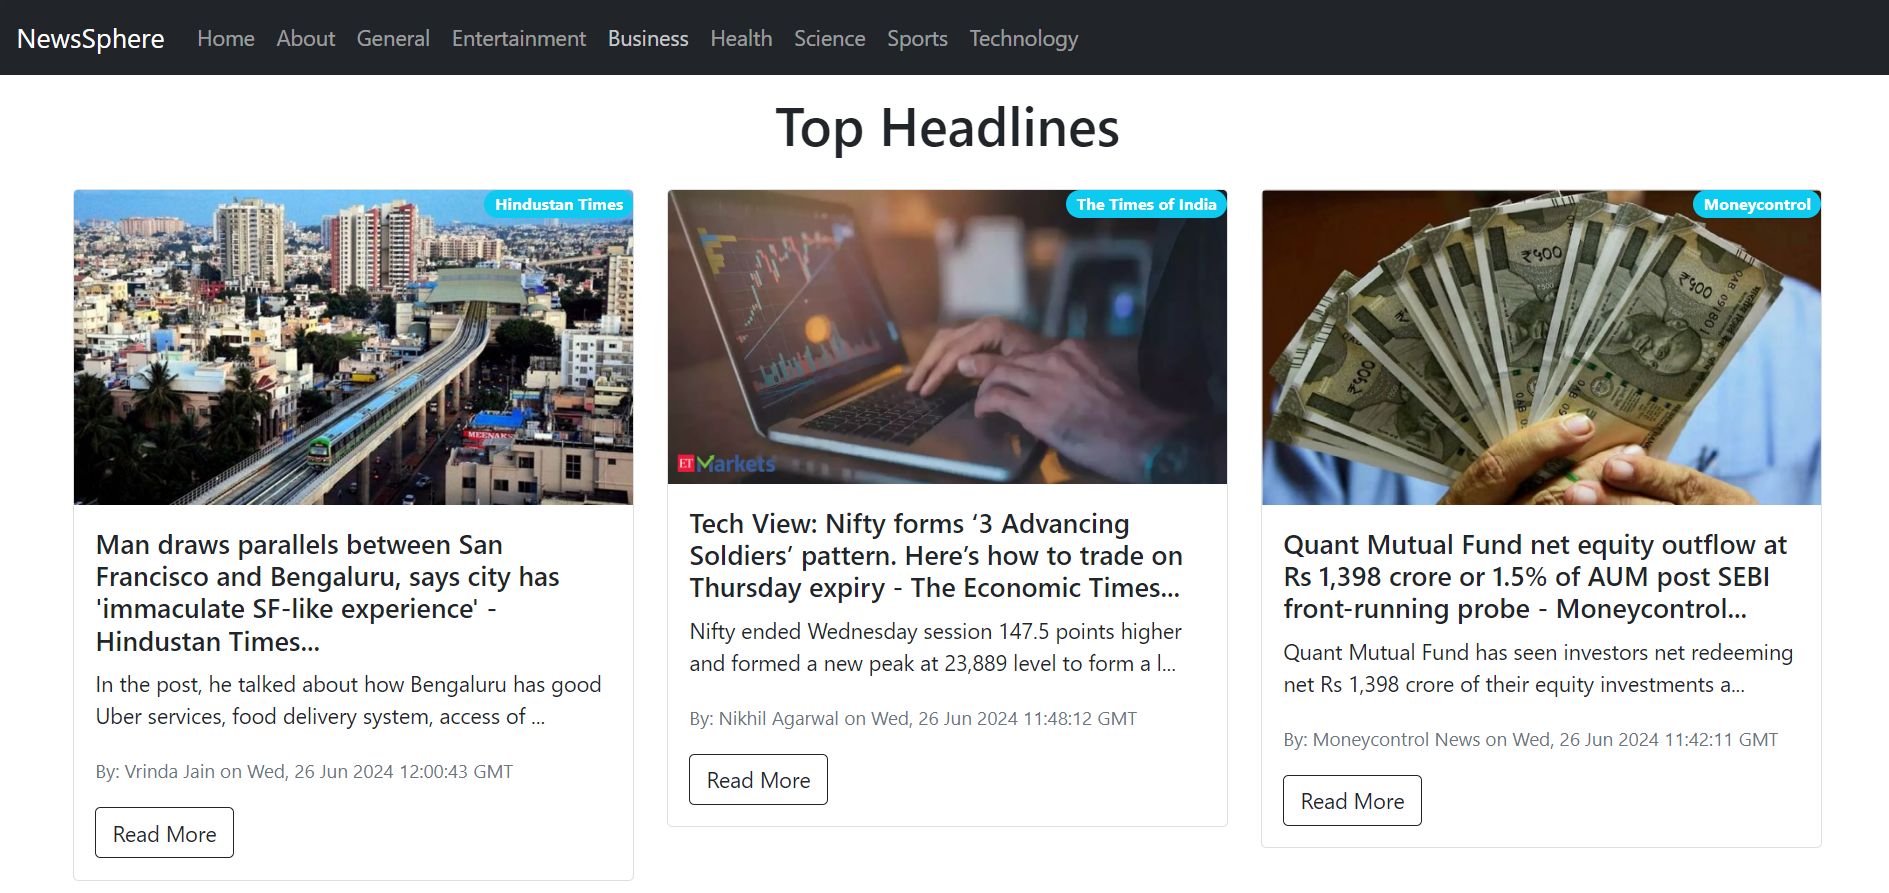 NewsSphere Home About General Entertainment Business Health Science Sports Technology
Top Headlines
Hindustan Times
MEENAKS
Man draws parallels between San
Francisco and Bengaluru, says city has
'immaculate SF-like experience' -
Hindustan Times...
In the post, he talked about how Bengaluru has good
Uber services, food delivery system, access of ...
By: Vrinda Jain on Wed, 26 Jun 2024 12:00:43 GMT
Read More
The Times of India
ET Markets
Tech View: Nifty forms ‘3 Advancing
Soldiers’ pattern. Here’s how to trade on
Thursday expiry - The Economic Times...
Nifty ended Wednesday session 147.5 points higher
and formed a new peak at 23,889 level to form a l...
By: Nikhil Agarwal on Wed, 26 Jun 2024 11:48:12 GMT
Read More
Moneycontrol
₹500
₹500
₹500
Quant Mutual Fund net equity outflow at
Rs 1,398 crore or 1.5% of AUM post SEBI
front-running probe - Moneycontrol...
Quant Mutual Fund has seen investors net redeeming
net Rs 1,398 crore of their equity investments a...
By: Moneycontrol News on Wed, 26 Jun 2024 11:42:11 GMT
Read More